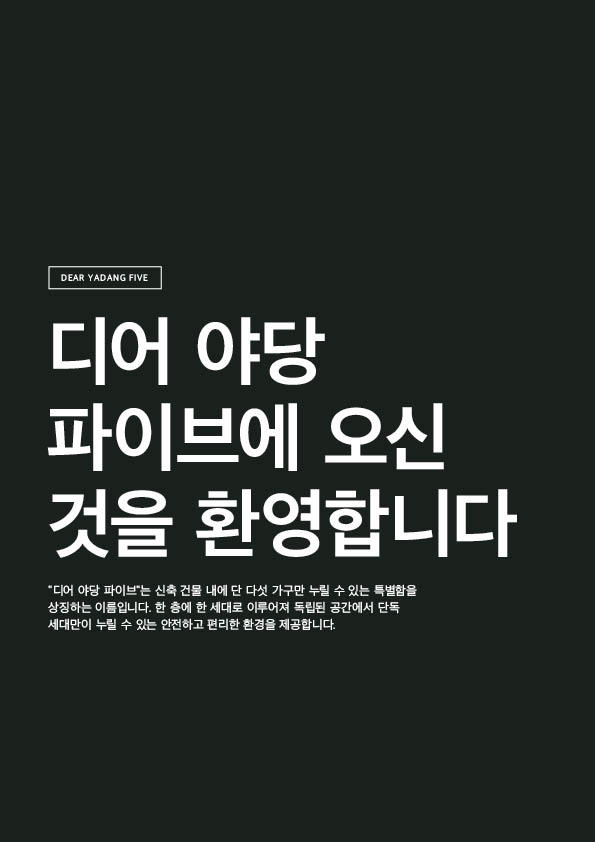 DEAR YADANG FIVE
디어 야당
파이브에 오신
것을 환영합니다
"디어 야당 파이브"는 신축 건물 내에 단 다섯 가구만 누릴 수 있는 특별함을
상징하는 이름입니다. 한 층에 한 세대로 이루어져 독립된 공간에서 단독
세대만이 누릴 수 있는 안전하고 편리한 환경을 제공합니다.